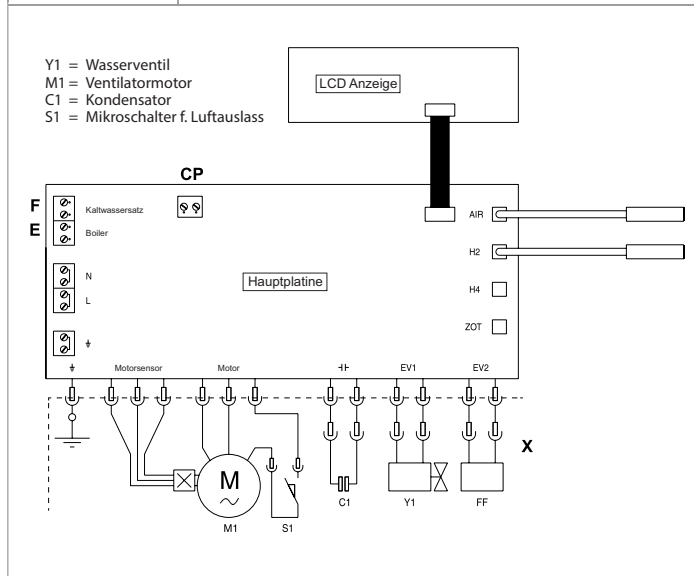 Y1 = Wasserventil
M1 = Ventilatormotor
C1 = Kondensator
S1 = Mikroschalter f. Luftauslass
LCD Anzeige
CP
F
Kaltwassersatz
E
Boiler
AIR
H2
N
L
Hauptplatine
H4
ZOT
Motorsensor
Motor
EV1
EV2
X
M
M1
S1
C1
Y1
FF